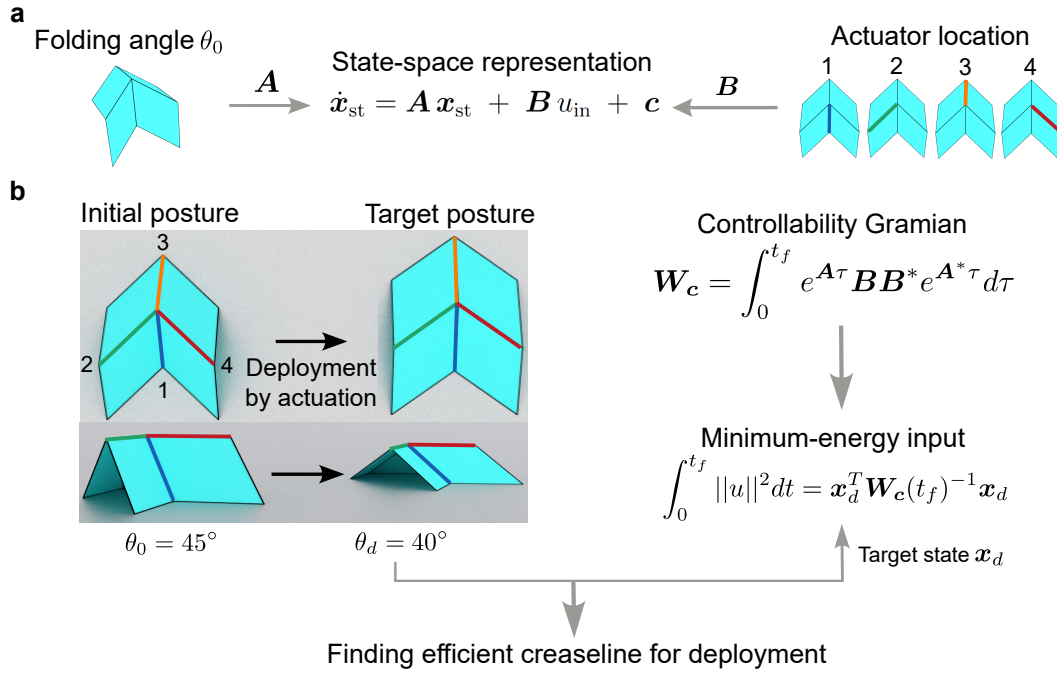 a
Folding angle θ₀
A
State-space representation
ẋ_st = A x_st + B u_in + c
B
Actuator location
1 2 3 4
b
Initial posture
Target posture
3
2
4
1
Deployment
by actuation
θ₀ = 45°
θ_d = 40°
Controllability Gramian
W_c = ∫₀^{t_f} e^{Aτ} B B* e^{A*τ} dτ
Minimum-energy input
∫₀^{t_f} ||u||² dt = x_d^T W_c(t_f)^{-1} x_d
Target state x_d
Finding efficient creaseline for deployment